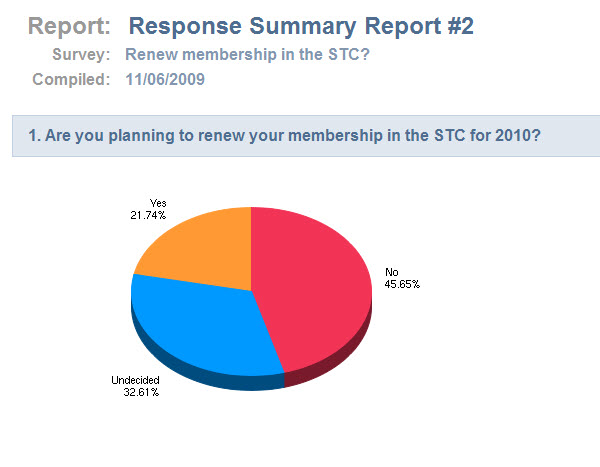 Report: Response Summary Report #2
Survey: Renew membership in the STC?
Compiled: 11/06/2009
1. Are you planning to renew your membership in the STC for 2010?
Yes
21.74%
No
45.65%
Undecided
32.61%